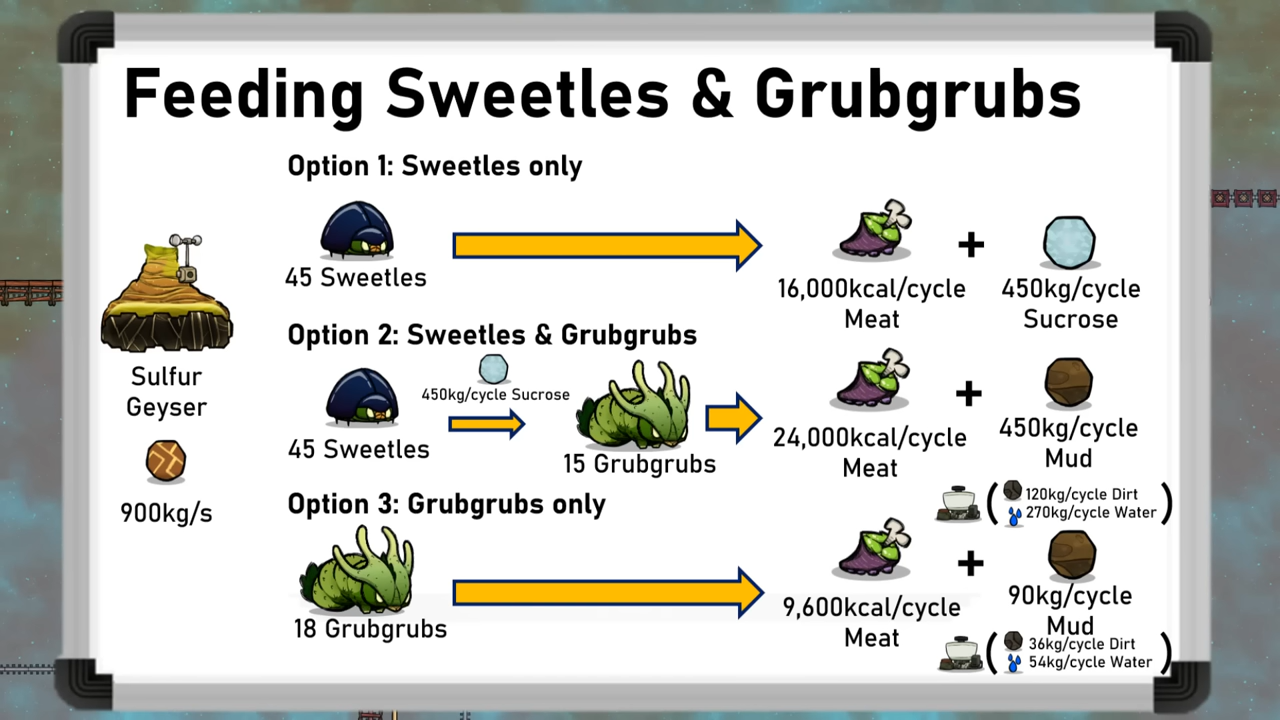 Feeding Sweetles & Grubgrubs
Option 1: Sweetles only
45 Sweetles
16,000kcal/cycle
Meat
+
450kg/cycle
Sucrose
Sulfur
Geyser
900kg/s
Option 2: Sweetles & Grubgrubs
45 Sweetles
450kg/cycle Sucrose
15 Grubgrubs
24,000kcal/cycle
Meat
+
450kg/cycle
Mud
(120kg/cycle Dirt
270kg/cycle Water)
Option 3: Grubgrubs only
18 Grubgrubs
9,600kcal/cycle
Meat
+
90kg/cycle
Mud
(36kg/cycle Dirt
54kg/cycle Water)